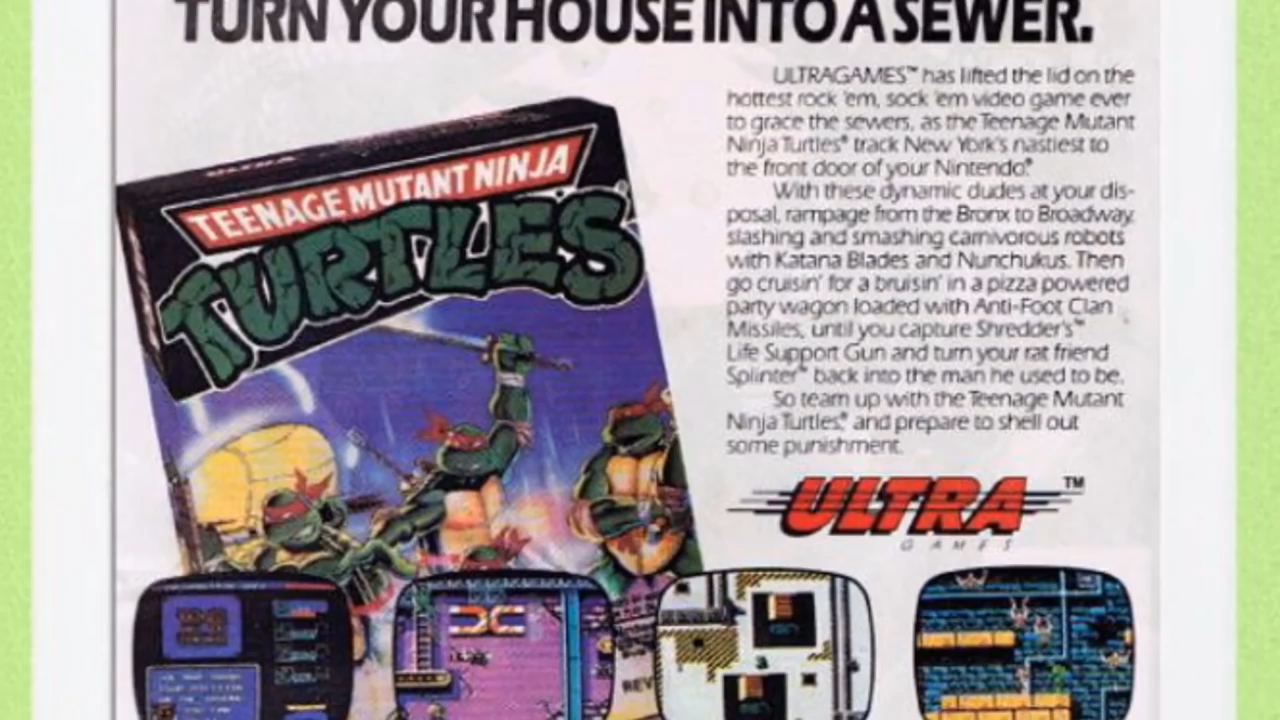 TURN YOUR HOUSE INTO A SEWER.
ULTRAGAMES™ has lifted the lid on the
hottest rock 'em, sock 'em video game ever
to grace the sewers, as the Teenage Mutant
Ninja Turtles® track New York's nastiest to
the front door of your Nintendo®.
With these dynamic dudes at your dis-
posal, rampage from the Bronx to Broadway,
slashing and smashing carnivorous robots
with Katana Blades and Nunchukus. Then
go cruisin' for a bruisin' in a pizza powered
party wagon loaded with Anti-Foot Clan
Missiles, until you capture Shredder's™
Life Support Gun and turn your rat friend
Splinter™ back into the man he used to be.
So team up with the Teenage Mutant
Ninja Turtles®, and prepare to shell out
some punishment.
ULTRA
TEENAGE MUTANT NINJA
TURTLES®
ULTRA™
GAMES